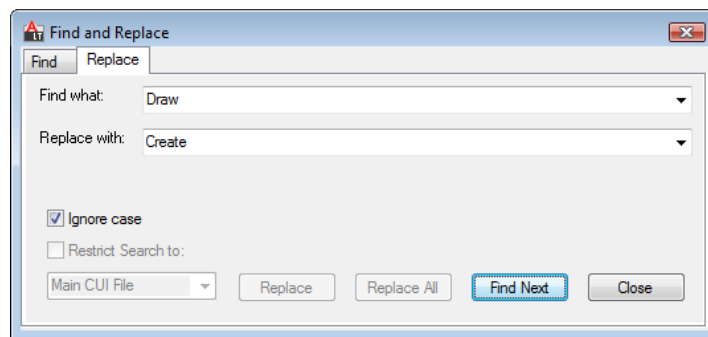 Find and Replace
Find Replace
Find what: Draw
Replace with: Create
Ignore case
Restrict Search to:
Main CUI File Replace Replace All Find Next Close